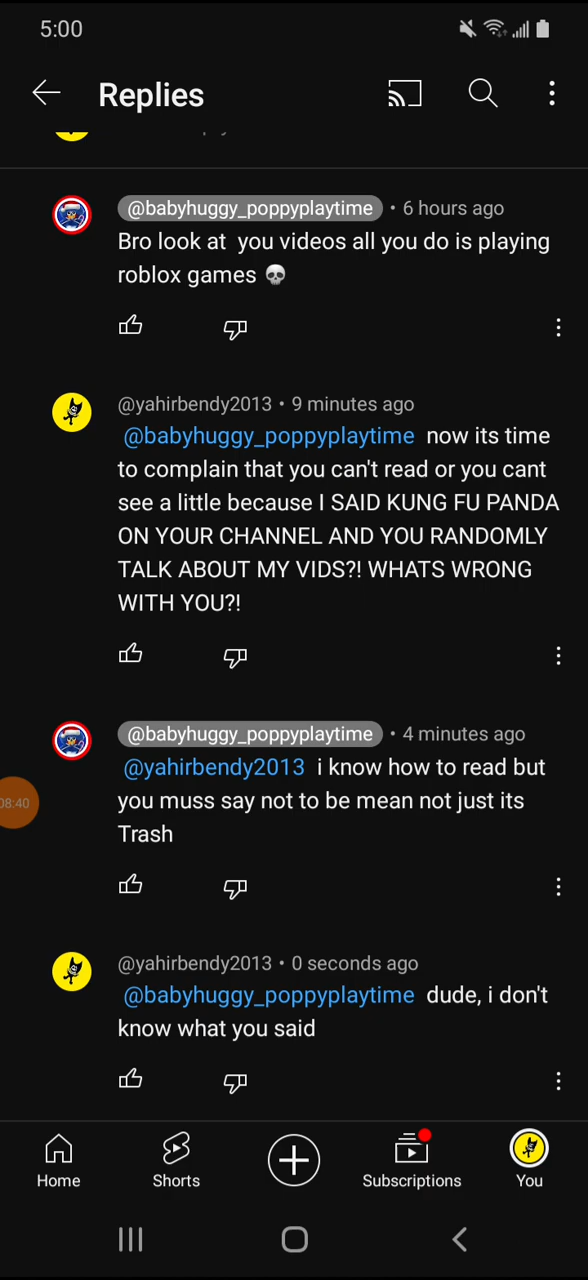 5:00
Replies
@babyhuggy_poppyplaytime • 6 hours ago
Bro look at  you videos all you do is playing
roblox games 💀
@yahirbendy2013 • 9 minutes ago
@babyhuggy_poppyplaytime  now its time
to complain that you can't read or you cant
see a little because I SAID KUNG FU PANDA
ON YOUR CHANNEL AND YOU RANDOMLY
TALK ABOUT MY VIDS?! WHATS WRONG
WITH YOU?!
@babyhuggy_poppyplaytime • 4 minutes ago
@yahirbendy2013  i know how to read but
you muss say not to be mean not just its
Trash
08:40
@yahirbendy2013 • 0 seconds ago
@babyhuggy_poppyplaytime  dude, i don't
know what you said
Home Shorts Subscriptions You